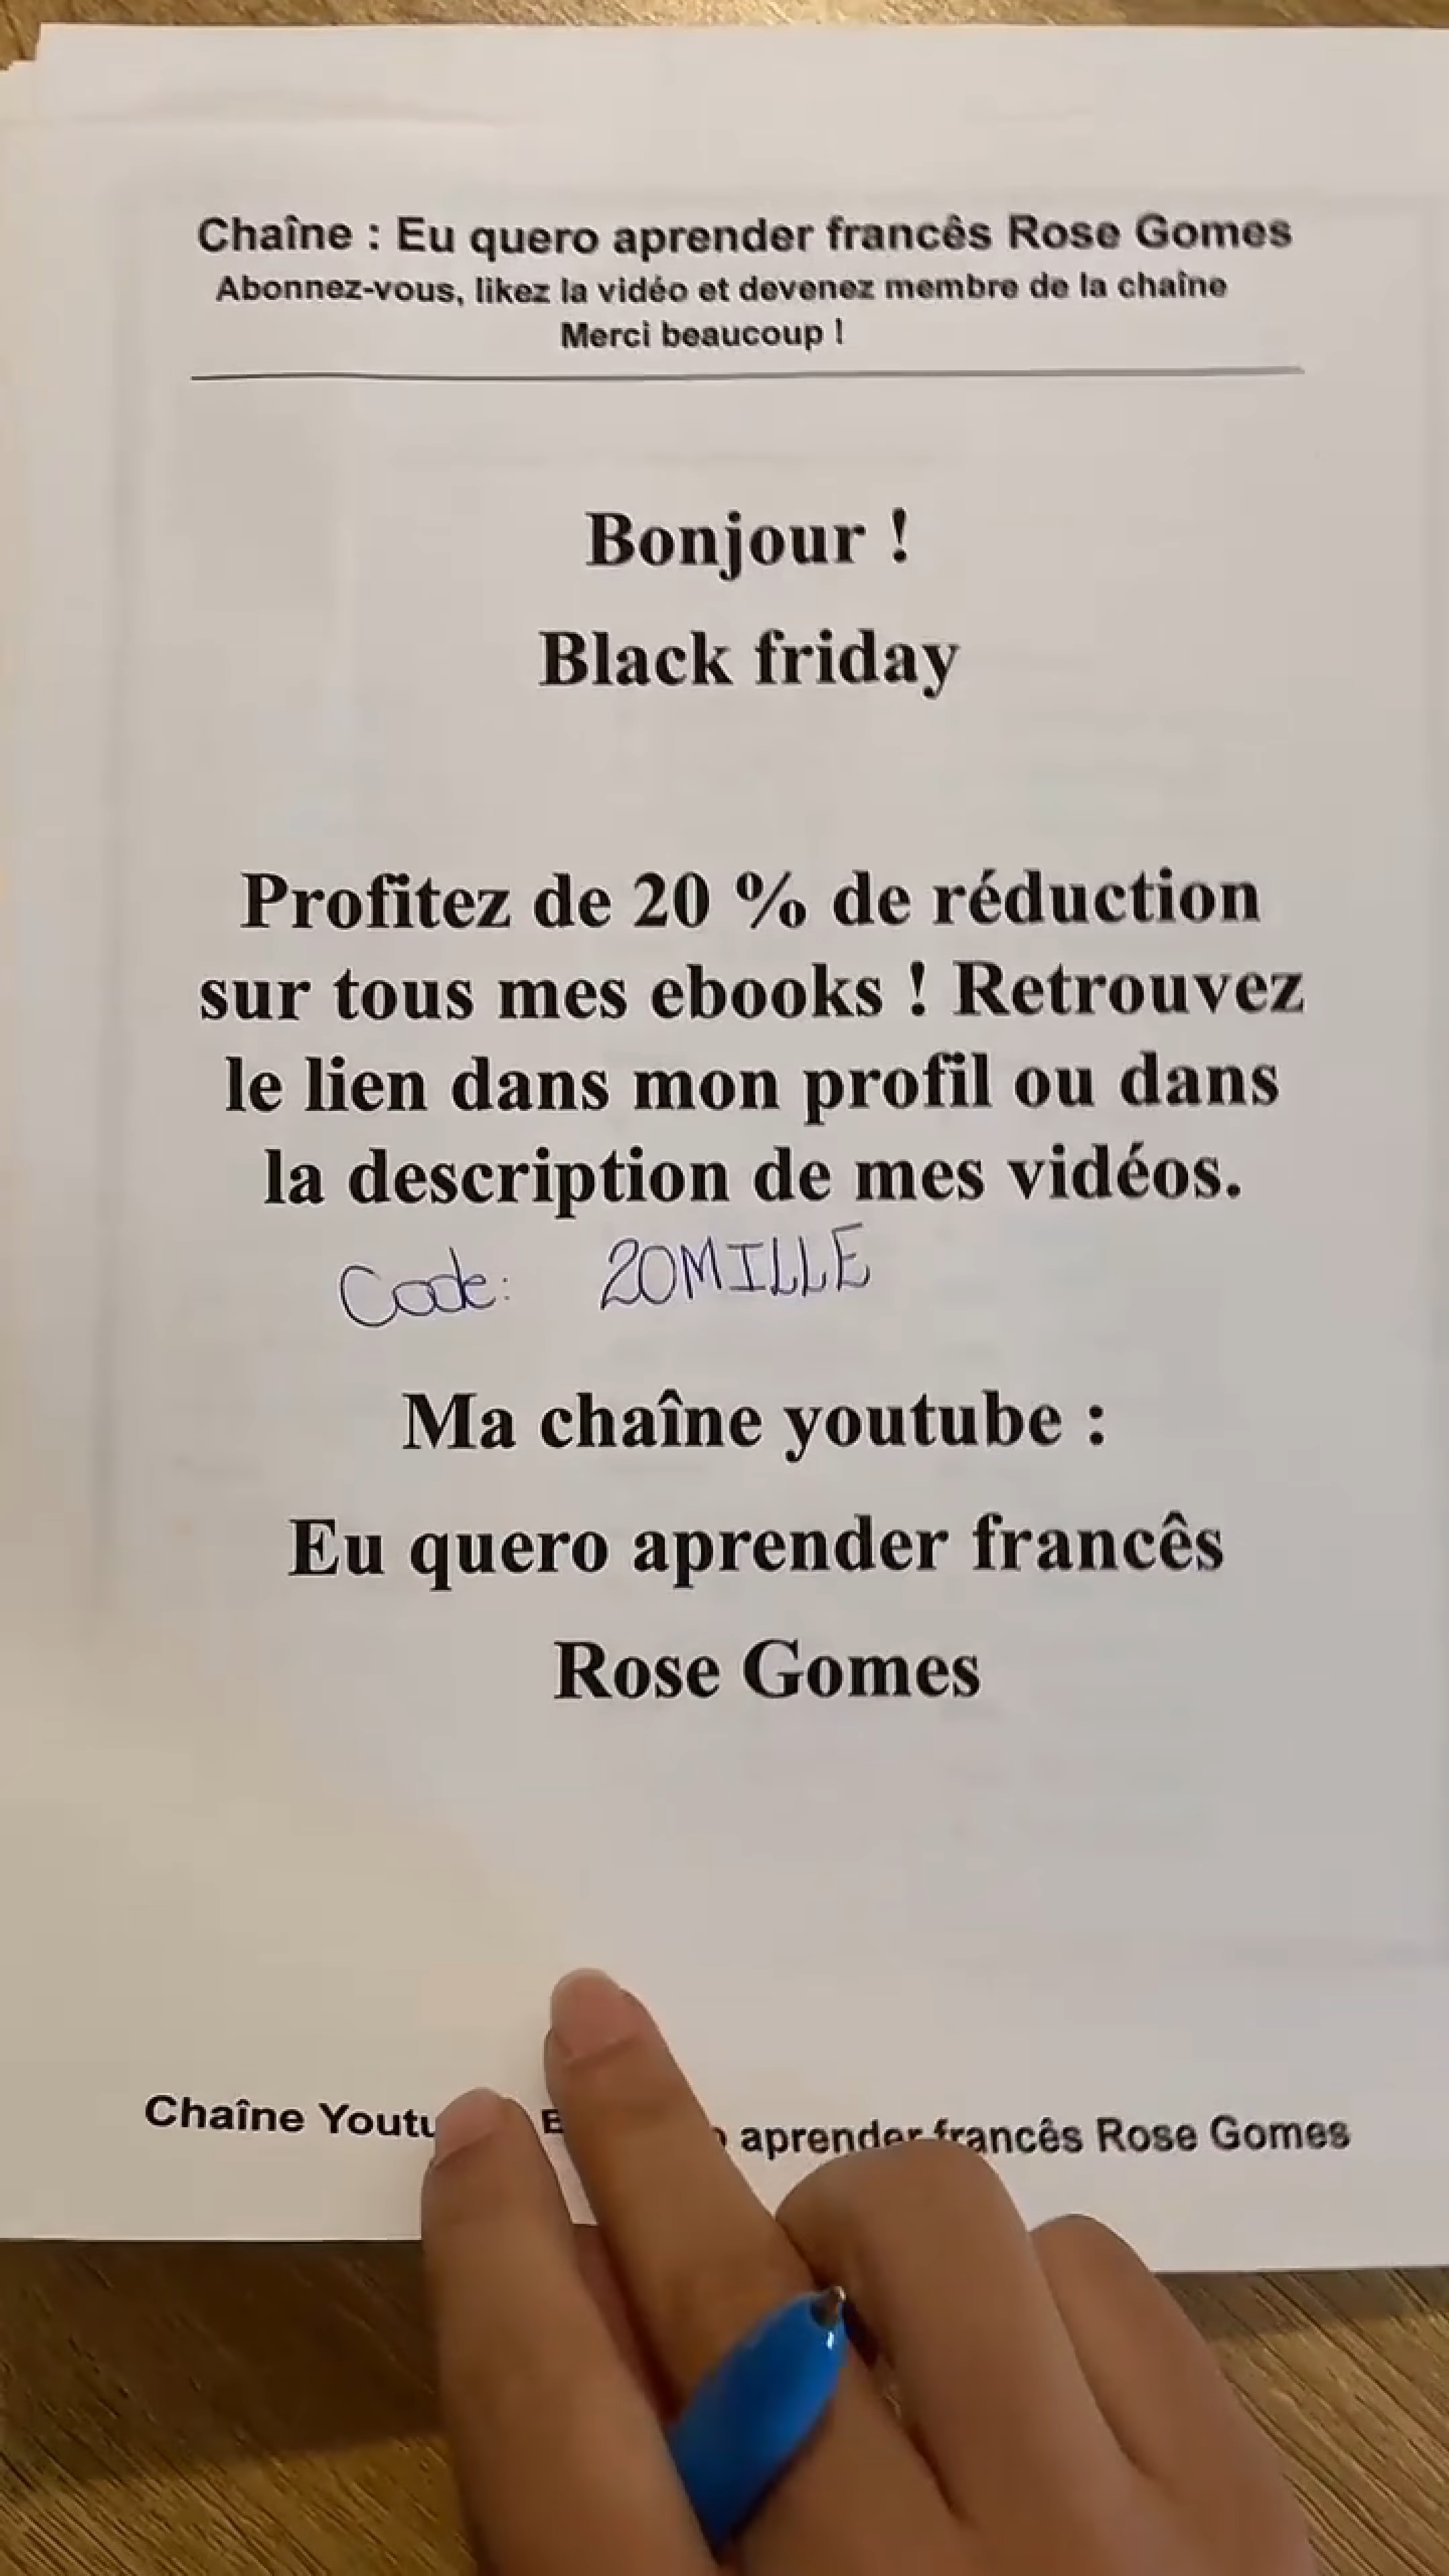 Chaîne : Eu quero aprender francês Rose Gomes
Abonnez-vous, likez la vidéo et devenez membre de la chaîne
Merci beaucoup !
Bonjour !
Black friday
Profitez de 20 % de réduction
sur tous mes ebooks ! Retrouvez
le lien dans mon profil ou dans
la description de mes vidéos.
Code: 20MILLE
Ma chaîne youtube :
Eu quero aprender francês
Rose Gomes
Chaîne aprender francês Rose Gomes